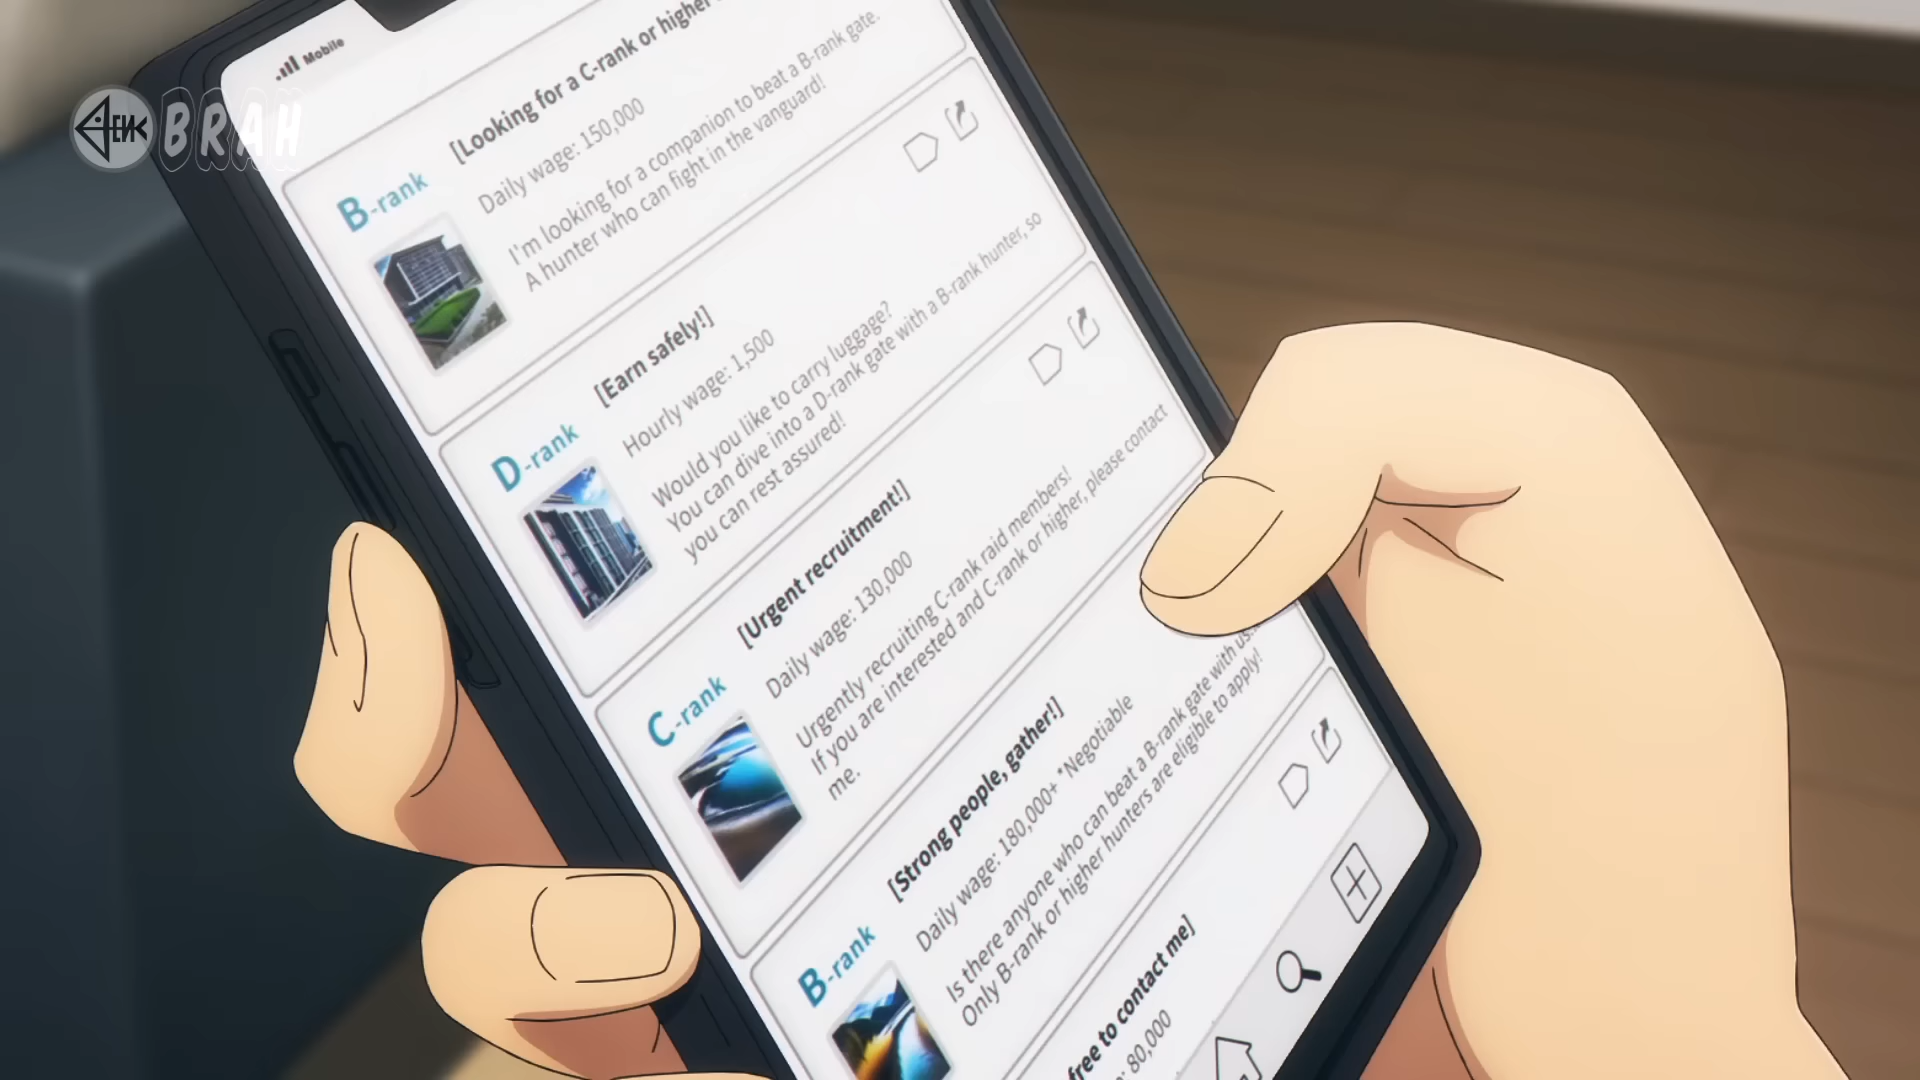 Mobile
BRAH
B-rank
[Looking for a C-rank or higher
Daily wage: 150,000
I'm looking for a companion to beat a B-rank gate.
A hunter who can fight in the vanguard!
D-rank
[Earn safely!]
Hourly wage: 1,500
Would you like to carry luggage?
You can dive into a D-rank gate with a B-rank hunter, so
you can rest assured!
C-rank
[Urgent recruitment!]
Daily wage: 130,000
Urgently recruiting C-rank raid members!
If you are interested and C-rank or higher, please contact
me.
B-rank
[Strong people, gather!]
Daily wage: 180,000+ *Negotiable
Is there anyone who can beat a B-rank gate with us
Only B-rank or higher hunters are eligible to apply!
free to contact me]
80,000